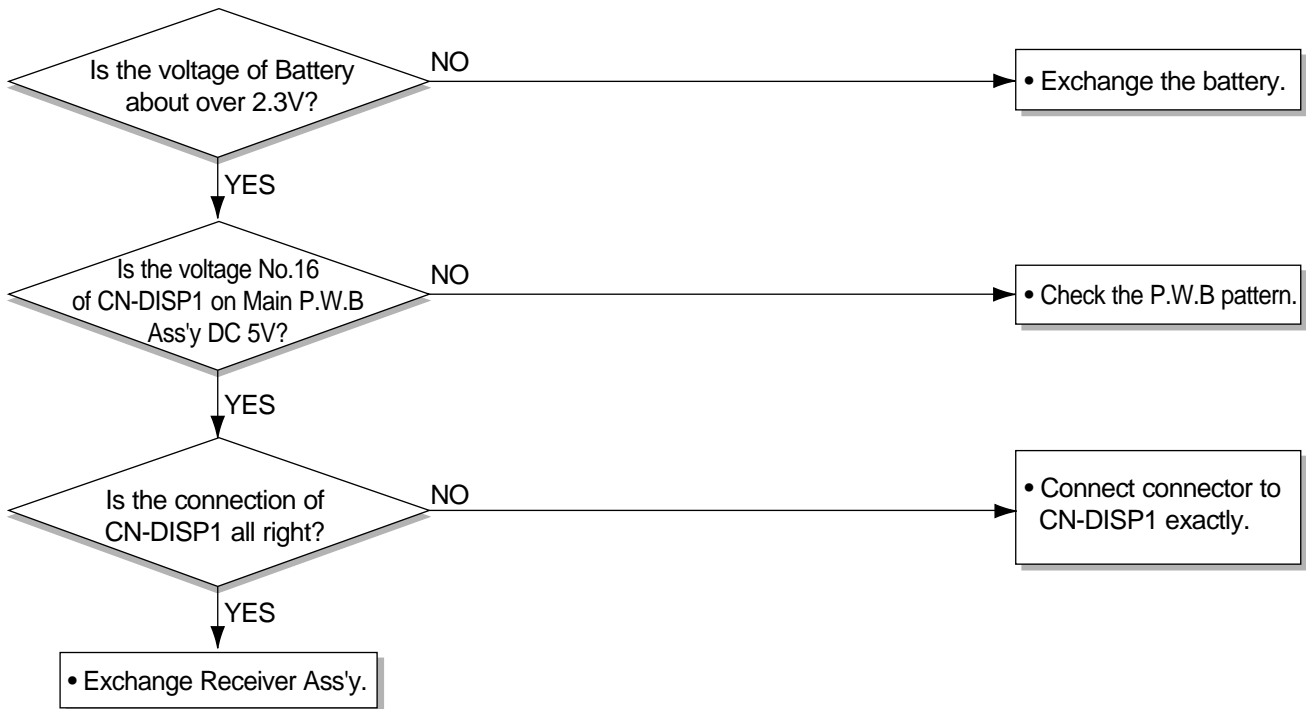 Is the voltage of Battery
about over 2.3V?
NO
• Exchange the battery.
YES
Is the voltage No.16
of CN-DISP1 on Main P.W.B
Ass'y DC 5V?
NO
• Check the P.W.B pattern.
YES
Is the connection of
CN-DISP1 all right?
NO
• Connect connector to
CN-DISP1 exactly.
YES
• Exchange Receiver Ass'y.